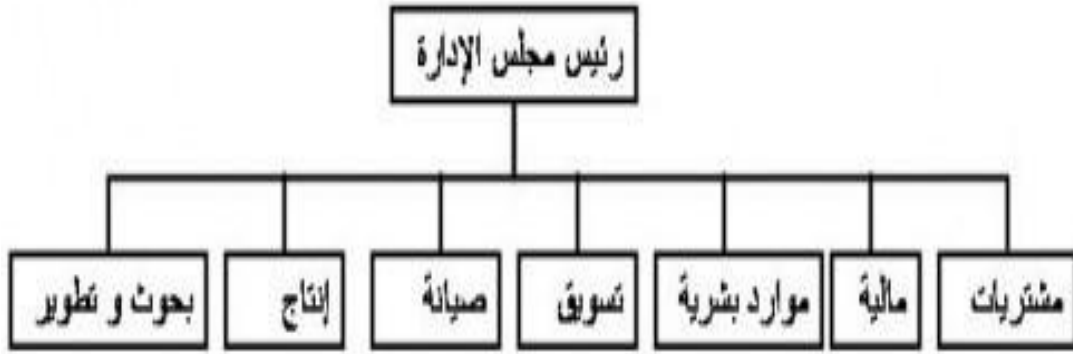 رئيس مجلس الإدارة
مشتريات
مالية
موارد بشرية
تسويق
صيانة
إنتاج
بحوث و تطوير